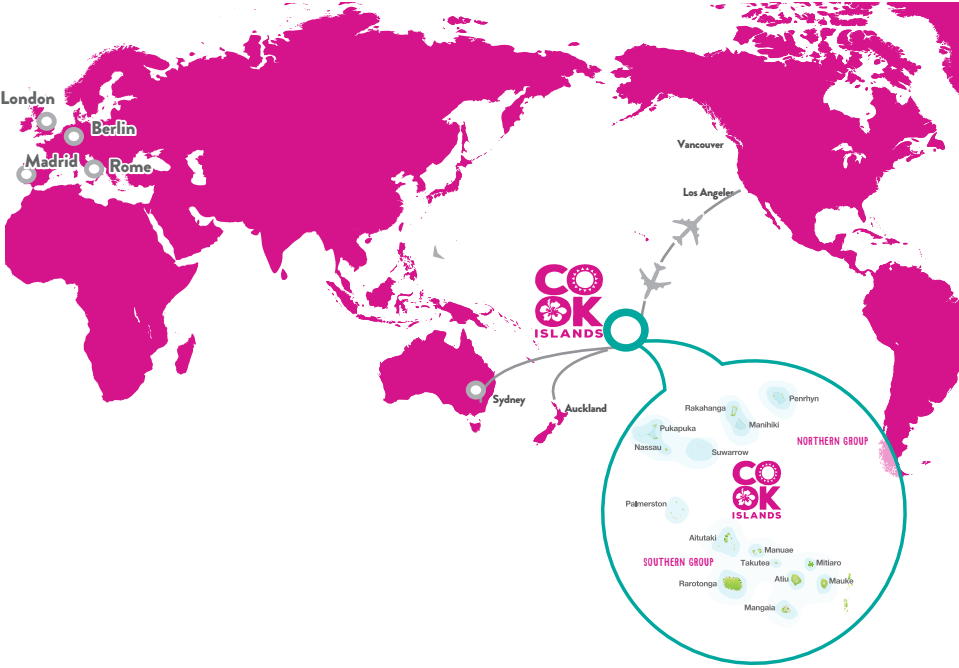 London
Berlin
Madrid
Rome
Vancouver
Los Angeles
COOK
ISLANDS
Sydney
Auckland
Penrhyn
Rakahanga
Manihiki
Pukapuka
Nassau
Suwarrow
NORTHERN GROUP
COOK
ISLANDS
Palmerston
Aitutaki
Manuae
SOUTHERN GROUP
Takutea
Mitiaro
Rarotonga
Atiu
Mauke
Mangaia